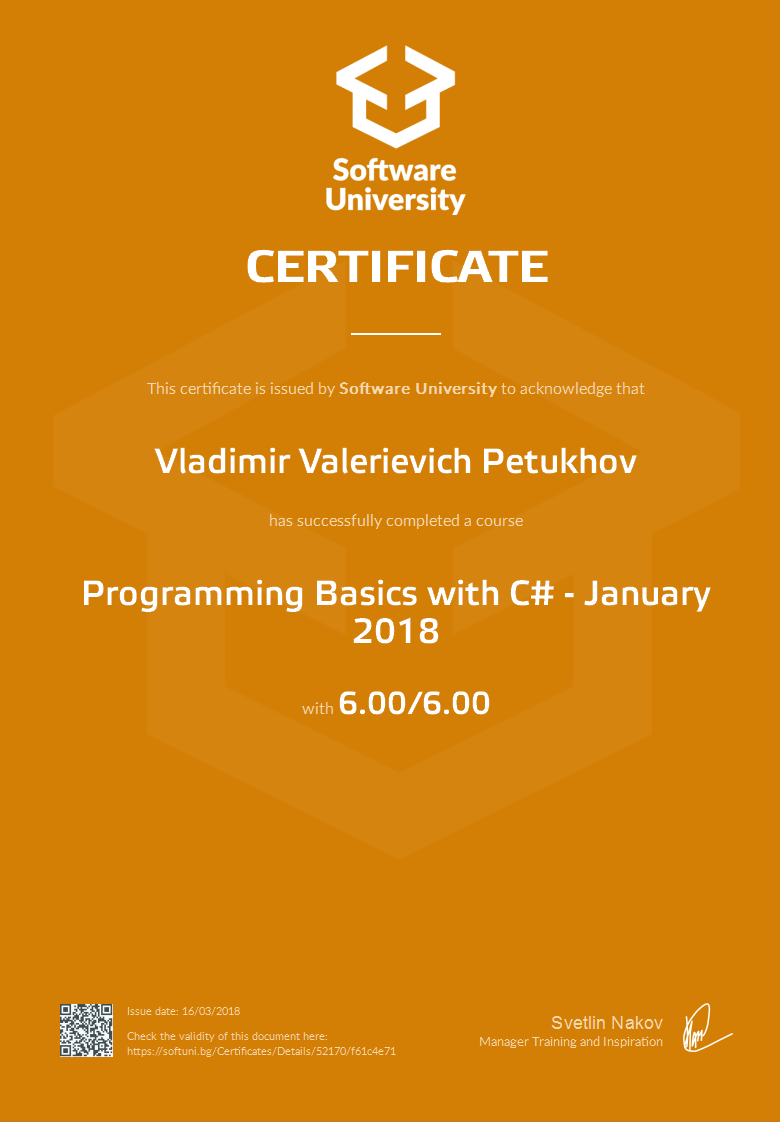 Software
University
CERTIFICATE
This certificate is issued by Software University to acknowledge that
Vladimir Valerievich Petukhov
has successfully completed a course
Programming Basics with C# - January
2018
with 6.00/6.00
Issue date: 16/03/2018
Check the validity of this document here:
https://softuni.bg/Certificates/Details/52170/f61c4e71
Svetlin Nakov
Manager Training and Inspiration